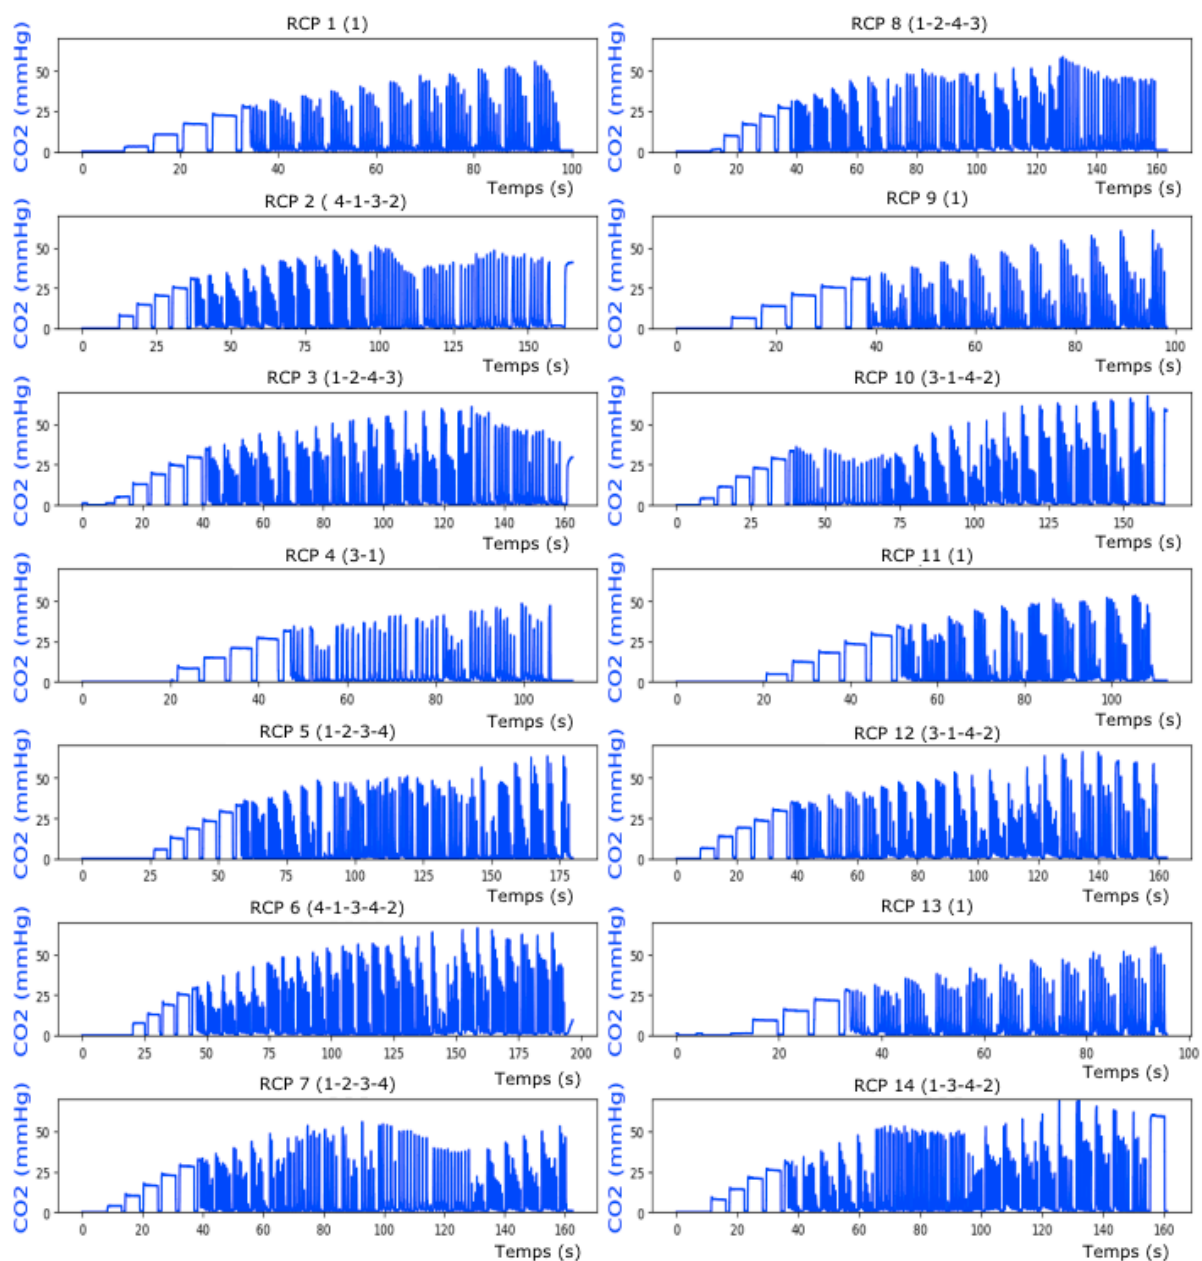 RCP 1 (1)
CO2 (mmHg)
50
25
0
0 20 40 60 80 100
Temps (s)
RCP 8 (1-2-4-3)
CO2 (mmHg)
50
25
0
0 20 40 60 80 100 120 140 160
Temps (s)
RCP 2 ( 4-1-3-2)
CO2 (mmHg)
50
25
0
0 25 50 75 100 125 150
Temps (s)
RCP 9 (1)
CO2 (mmHg)
50
25
0
0 20 40 60 80 100
Temps (s)
RCP 3 (1-2-4-3)
CO2 (mmHg)
50
25
0
0 20 40 60 80 100 120 140 160
Temps (s)
RCP 10 (3-1-4-2)
CO2 (mmHg)
50
25
0
0 25 50 75 100 125 150
Temps (s)
RCP 4 (3-1)
CO2 (mmHg)
50
25
0
0 20 40 60 80 100
Temps (s)
RCP 11 (1)
CO2 (mmHg)
50
25
0
0 20 40 60 80 100
Temps (s)
RCP 5 (1-2-3-4)
CO2 (mmHg)
50
25
0
0 25 50 75 100 125 150 175
Temps (s)
RCP 12 (3-1-4-2)
CO2 (mmHg)
50
25
0
0 20 40 60 80 100 120 140 160
Temps (s)
RCP 6 (4-1-3-4-2)
CO2 (mmHg)
50
25
0
0 25 50 75 100 125 150 175 200
Temps (s)
RCP 13 (1)
CO2 (mmHg)
50
25
0
0 20 40 60 80 100
Temps (s)
RCP 7 (1-2-3-4)
CO2 (mmHg)
50
25
0
0 20 40 60 80 100 120 140 160
Temps (s)
RCP 14 (1-3-4-2)
CO2 (mmHg)
50
25
0
0 20 40 60 80 100 120 140 160
Temps (s)